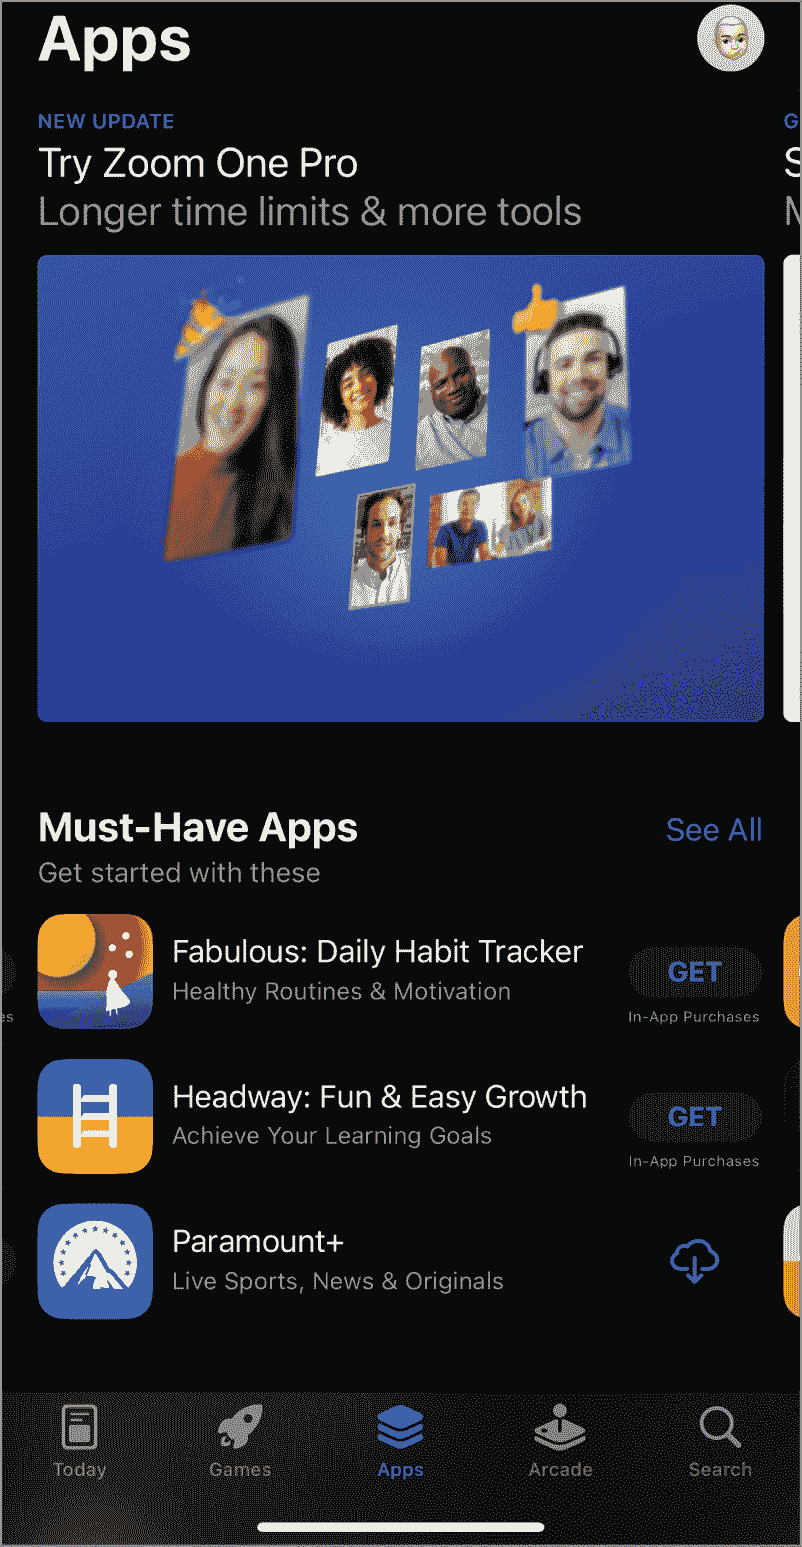 Apps
NEW UPDATE
Try Zoom One Pro
Longer time limits & more tools
Must-Have Apps
See All
Get started with these
Fabulous: Daily Habit Tracker
Healthy Routines & Motivation
GET
In-App Purchases
Headway: Fun & Easy Growth
Achieve Your Learning Goals
GET
In-App Purchases
Paramount+
Live Sports, News & Originals
Today
Games
Apps
Arcade
Search